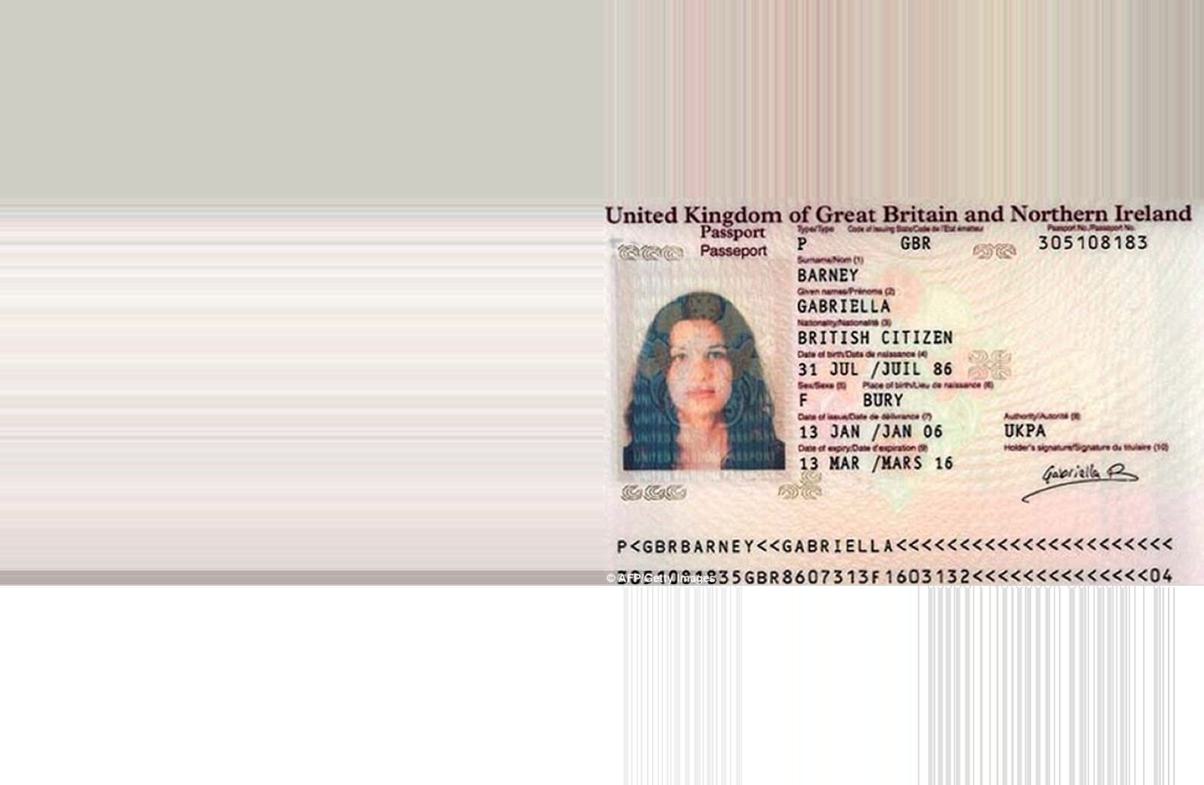 United Kingdom of Great Britain and Northern Ireland
Passport
Passeport
Type/Type Code of issuing State/Code de l'Etat émetteur Passport No./Passeport No.
P GBR 305108183
Surname/Nom (1)
BARNEY
Given names/Prénoms (2)
GABRIELLA
Nationality/Nationalité (3)
BRITISH CITIZEN
Date of birth/Date de naissance (4)
31 JUL /JUIL 86
Sex/Sexe (5) Place of birth/Lieu de naissance (6)
F BURY
Date of issue/Date de délivrance (7) Authority/Autorité (8)
13 JAN /JAN 06 UKPA
Date of expiry/Date d'expiration (9) Holder's signature/Signature du titulaire (10)
13 MAR /MARS 16
Gabriella B
UNITED KINGDOM PASSPORT
P<GBRBARNEY<<GABRIELLA<<<<<<<<<<<<<<<<<<<<<<
3051081835GBR8607313F1603132<<<<<<<<<<<<<<04
© AFP/Getty Images